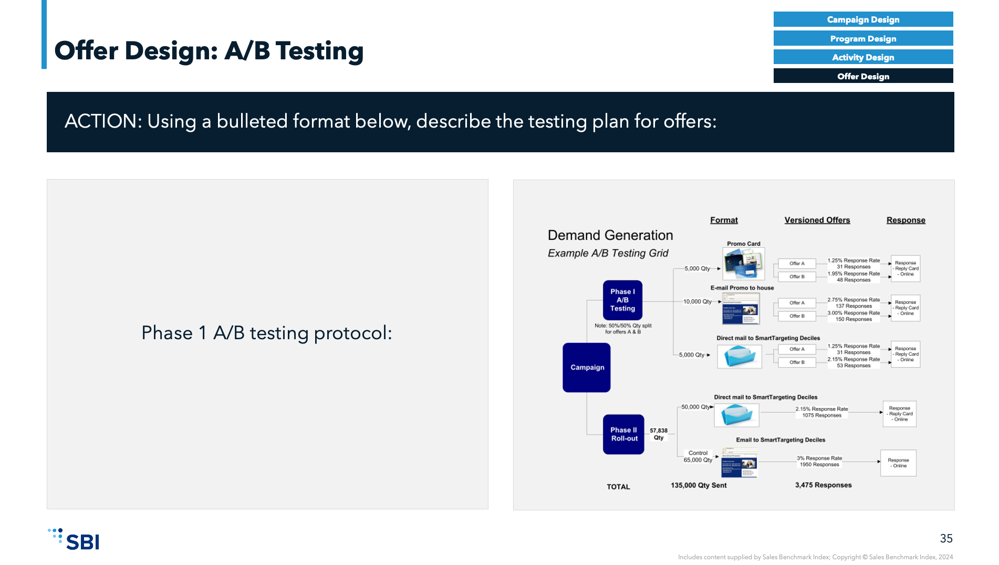 Offer Design: A/B Testing
Campaign Design
Program Design
Activity Design
Offer Design
ACTION: Using a bulleted format below, describe the testing plan for offers:
Phase 1 A/B testing protocol:
Demand Generation
Example A/B Testing Grid
Format
Versioned Offers
Response
Promo Card
5,000 Qty
Offer A
1.25% Response Rate
31 Responses
Offer B
1.95% Response Rate
48 Responses
Response
- Reply Card
- Online
Phase I
A/B
Testing
Note: 50%/50% Qty split
for offers A & B
E-mail Promo to house
10,000 Qty
Offer A
2.75% Response Rate
137 Responses
Offer B
3.00% Response Rate
150 Responses
Response
- Reply Card
- Online
Direct mail to SmartTargeting Deciles
5,000 Qty
Offer A
1.25% Response Rate
31 Responses
Offer B
2.15% Response Rate
53 Responses
Response
- Reply Card
- Online
Campaign
Phase II
Roll-out
57,838
Qty
Direct mail to SmartTargeting Deciles
50,000 Qty
2.15% Response Rate
1075 Responses
Response
- Reply Card
- Online
Email to SmartTargeting Deciles
Control
65,000 Qty
3% Response Rate
1950 Responses
Response
- Online
TOTAL
135,000 Qty Sent
3,475 Responses
SBI
35
Includes content supplied by Sales Benchmark Index; Copyright © Sales Benchmark Index, 2024